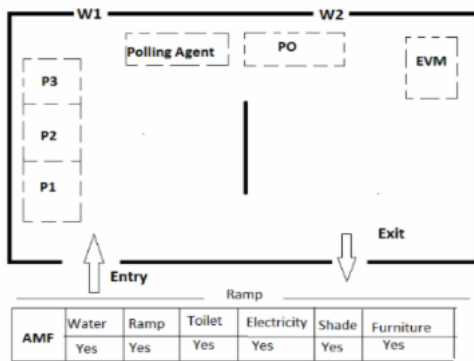 W1 W2
Polling Agent PO EVM
P3
P2
P1
Exit
Entry
Ramp
AMF Water Ramp Toilet Electricity Shade Furniture
Yes Yes Yes Yes Yes Yes